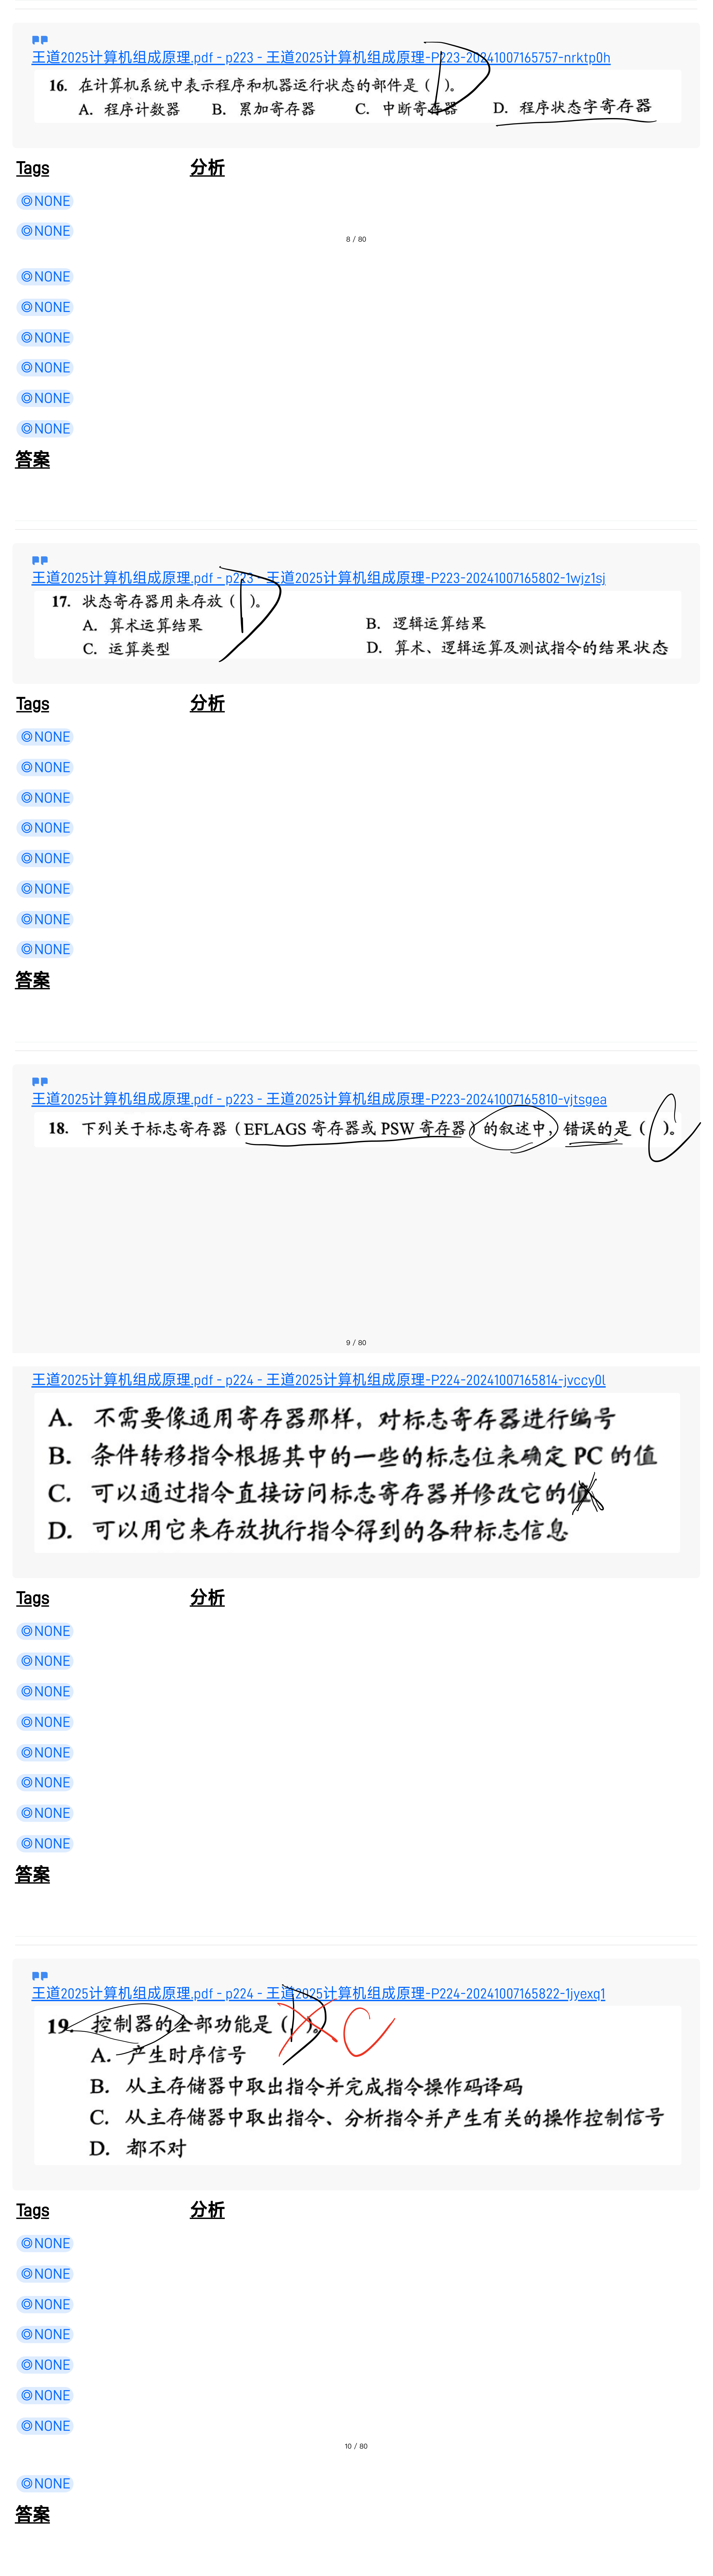 王道2025计算机组成原理.pdf - p223 - 王道2025计算机组成原理-P223-20241007165757-nrktp0h
16. 在计算机系统中表示程序和机器运行状态的部件是( D )。
A. 程序计数器 B. 累加寄存器 C. 中断寄存器 D. 程序状态字寄存器
Tags 分析
◎NONE
◎NONE
8 / 80
◎NONE
◎NONE
◎NONE
◎NONE
◎NONE
◎NONE
答案
王道2025计算机组成原理.pdf - p223 - 王道2025计算机组成原理-P223-20241007165802-1wjz1sj
17. 状态寄存器用来存放( D )。
A. 算术运算结果 B. 逻辑运算结果
C. 运算类型 D. 算术、逻辑运算及测试指令的结果状态
Tags 分析
◎NONE
◎NONE
◎NONE
◎NONE
◎NONE
◎NONE
◎NONE
◎NONE
答案
王道2025计算机组成原理.pdf - p223 - 王道2025计算机组成原理-P223-20241007165810-vjtsgea
18. 下列关于标志寄存器(EFLAGS 寄存器或 PSW 寄存器)的叙述中,错误的是( C )。
9 / 80
王道2025计算机组成原理.pdf - p224 - 王道2025计算机组成原理-P224-20241007165814-jvccy0l
A. 不需要像通用寄存器那样,对标志寄存器进行编号
B. 条件转移指令根据其中的一些的标志位来确定 PC 的值
C. 可以通过指令直接访问标志寄存器并修改它的值
D. 可以用它来存放执行指令得到的各种标志信息
Tags 分析
◎NONE
◎NONE
◎NONE
◎NONE
◎NONE
◎NONE
◎NONE
◎NONE
答案
王道2025计算机组成原理.pdf - p224 - 王道2025计算机组成原理-P224-20241007165822-1jyexq1
19. 控制器的全部功能是( D )。 C
A. 产生时序信号
B. 从主存储器中取出指令并完成指令操作码译码
C. 从主存储器中取出指令、分析指令并产生有关的操作控制信号
D. 都不对
Tags 分析
◎NONE
◎NONE
◎NONE
◎NONE
◎NONE
◎NONE
◎NONE
10 / 80
◎NONE
答案